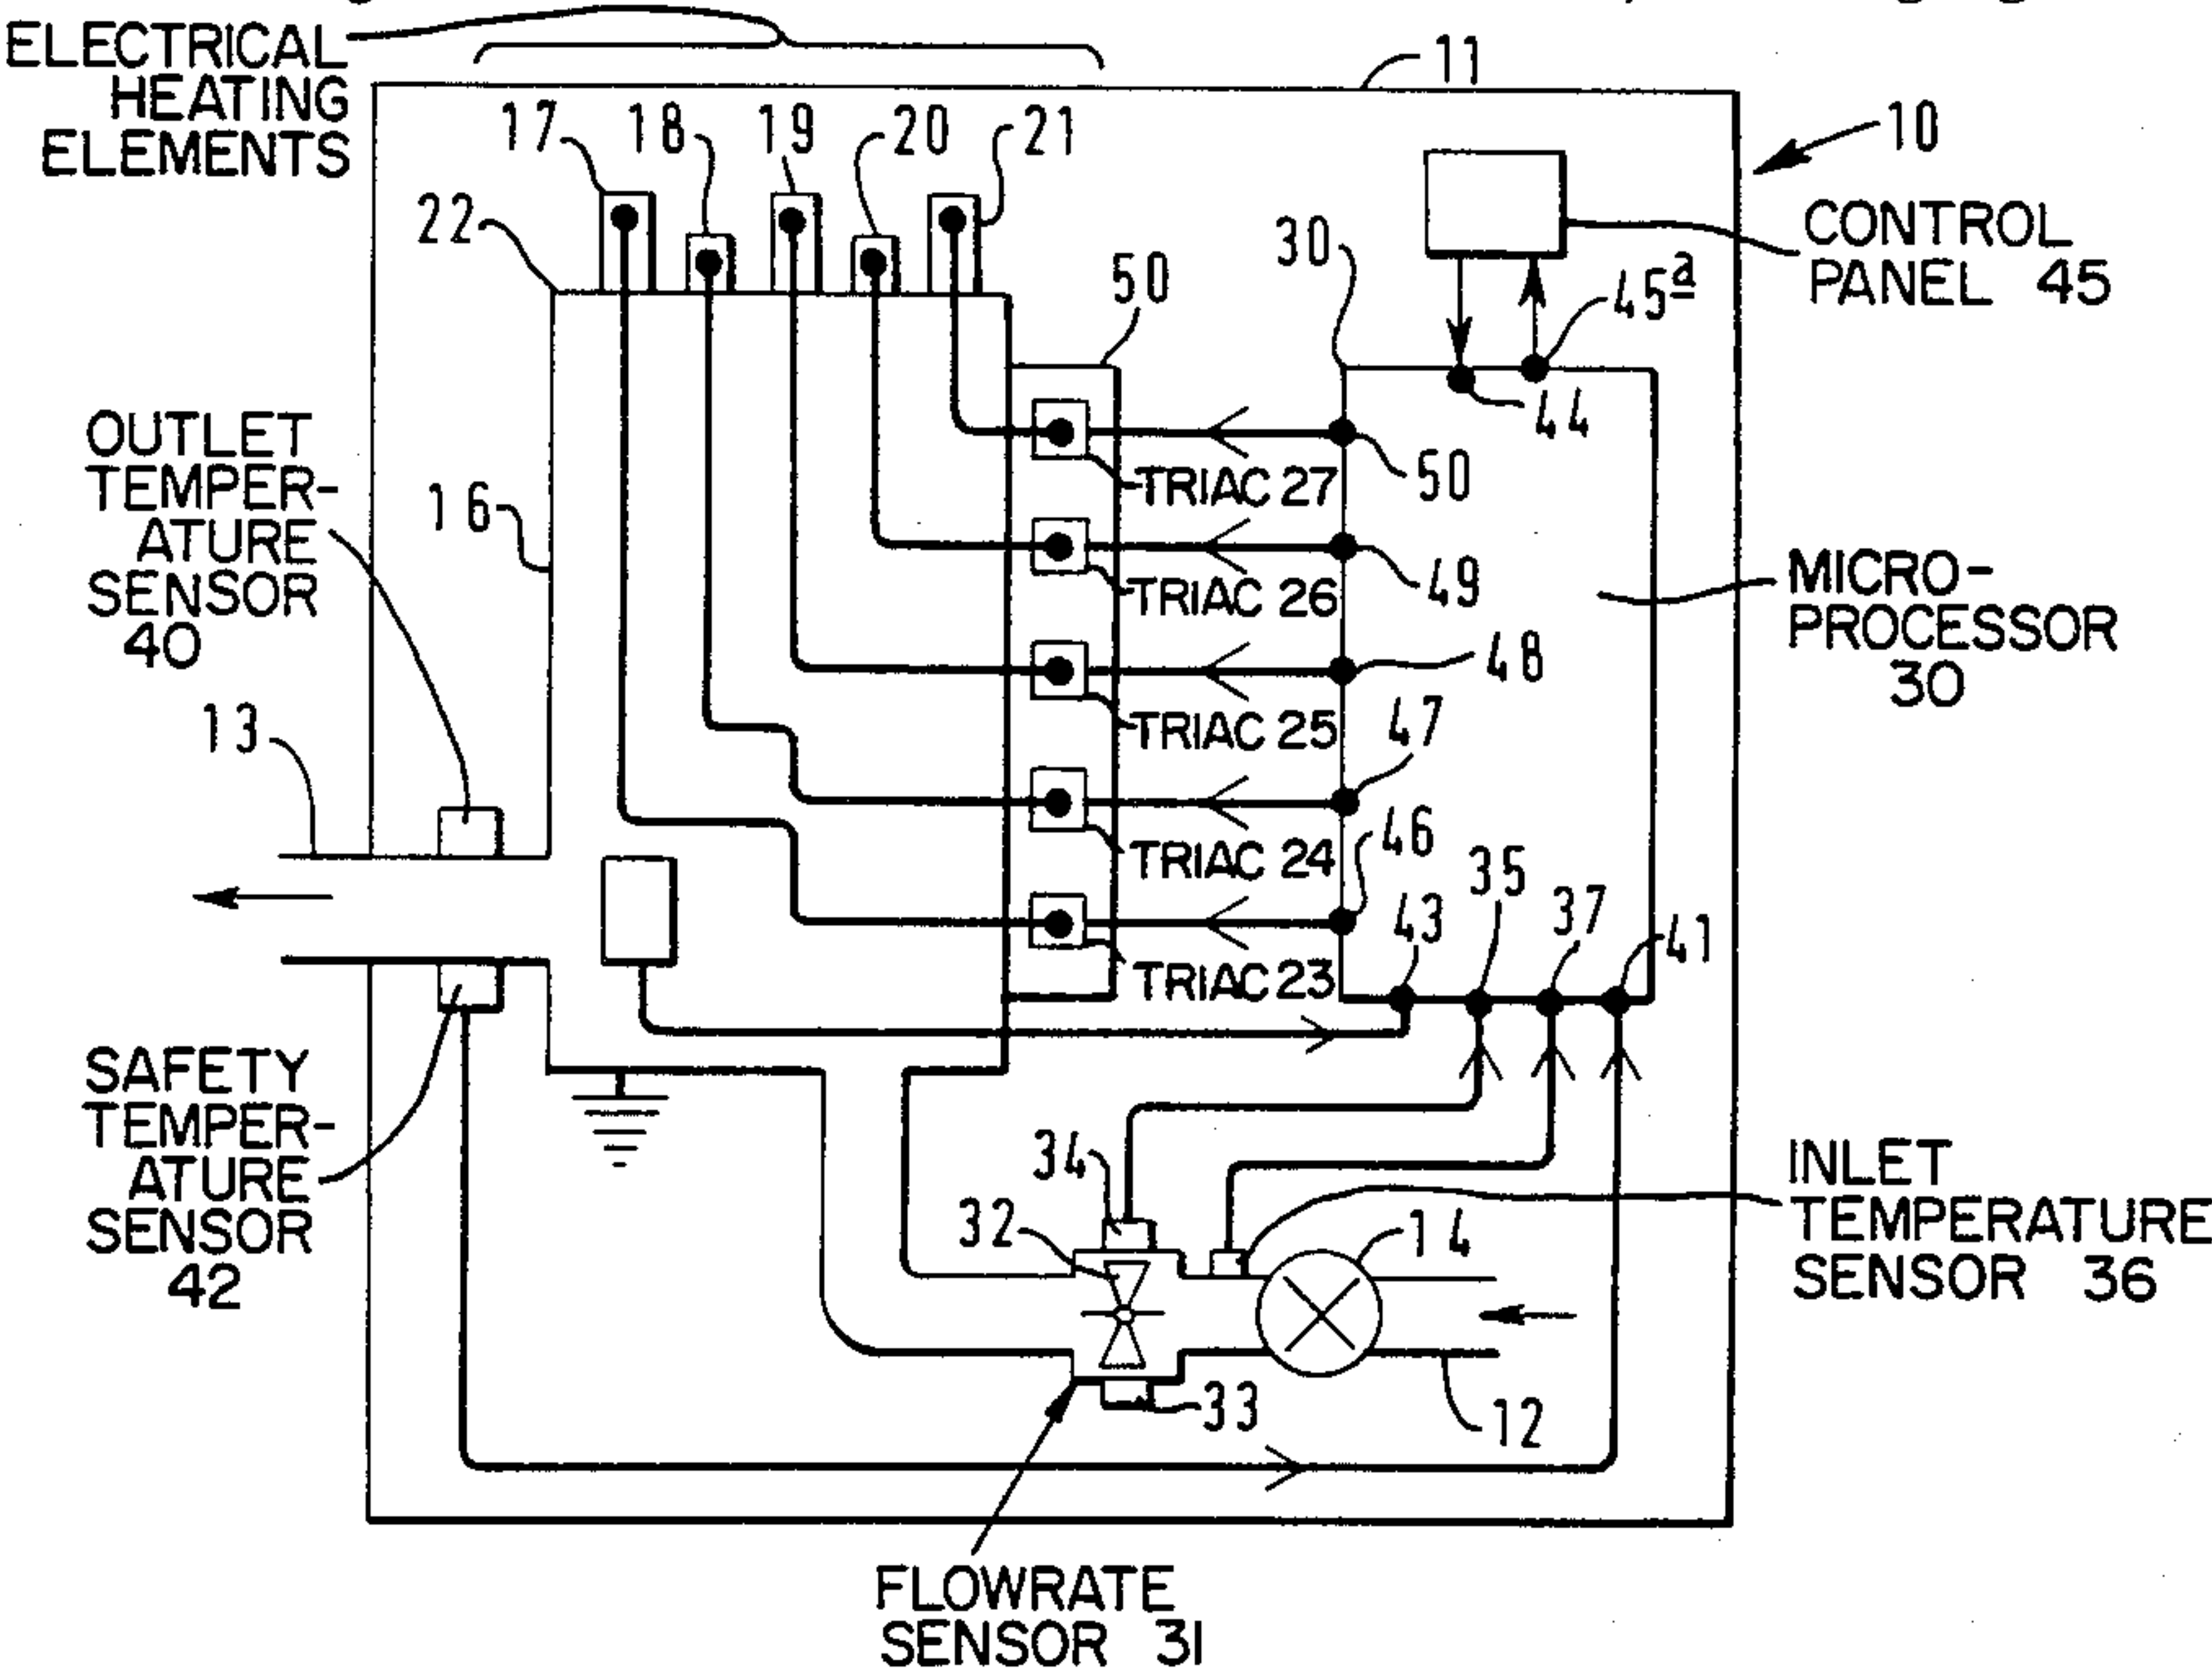 ELECTRICAL
HEATING
ELEMENTS
11
10
17
18
19
20
21
22
30
CONTROL
PANEL 45
50
45a
44
OUTLET
TEMPER-
ATURE
SENSOR
40
16
TRIAC 27
50
TRIAC 26
49
MICRO-
PROCESSOR
30
48
TRIAC 25
47
13
TRIAC 24
46
35
37
43
41
TRIAC 23
SAFETY
TEMPER-
ATURE
SENSOR
42
34
32
14
INLET
TEMPERATURE
SENSOR 36
33
12
FLOWRATE
SENSOR 31